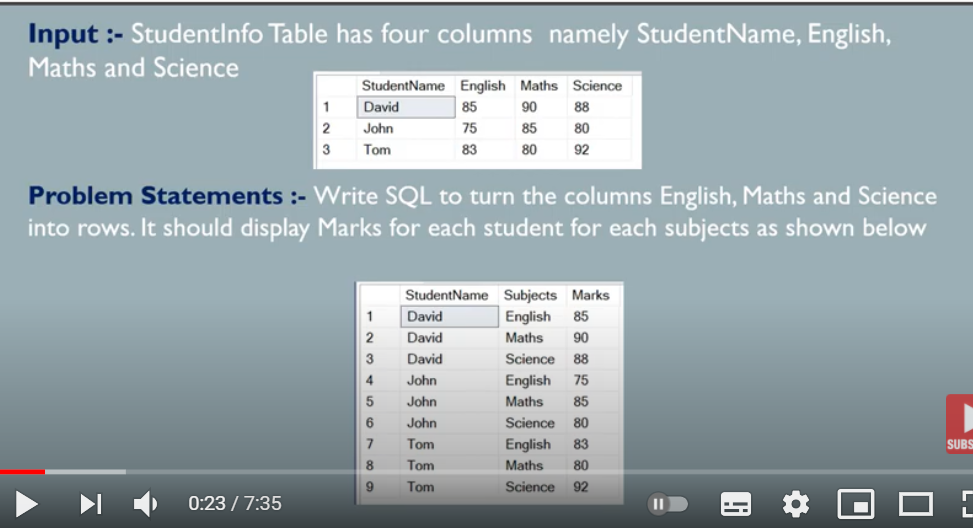 Input :- StudentInfo Table has four columns namely StudentName, English,
Maths and Science
StudentName English Maths Science
1 David 85 90 88
2 John 75 85 80
3 Tom 83 80 92
Problem Statements :- Write SQL to turn the columns English, Maths and Science
into rows. It should display Marks for each student for each subjects as shown below
StudentName Subjects Marks
1 David English 85
2 David Maths 90
3 David Science 88
4 John English 75
5 John Maths 85
6 John Science 80
7 Tom English 83
8 Tom Maths 80
9 Tom Science 92
SUBS
0:23 / 7:35